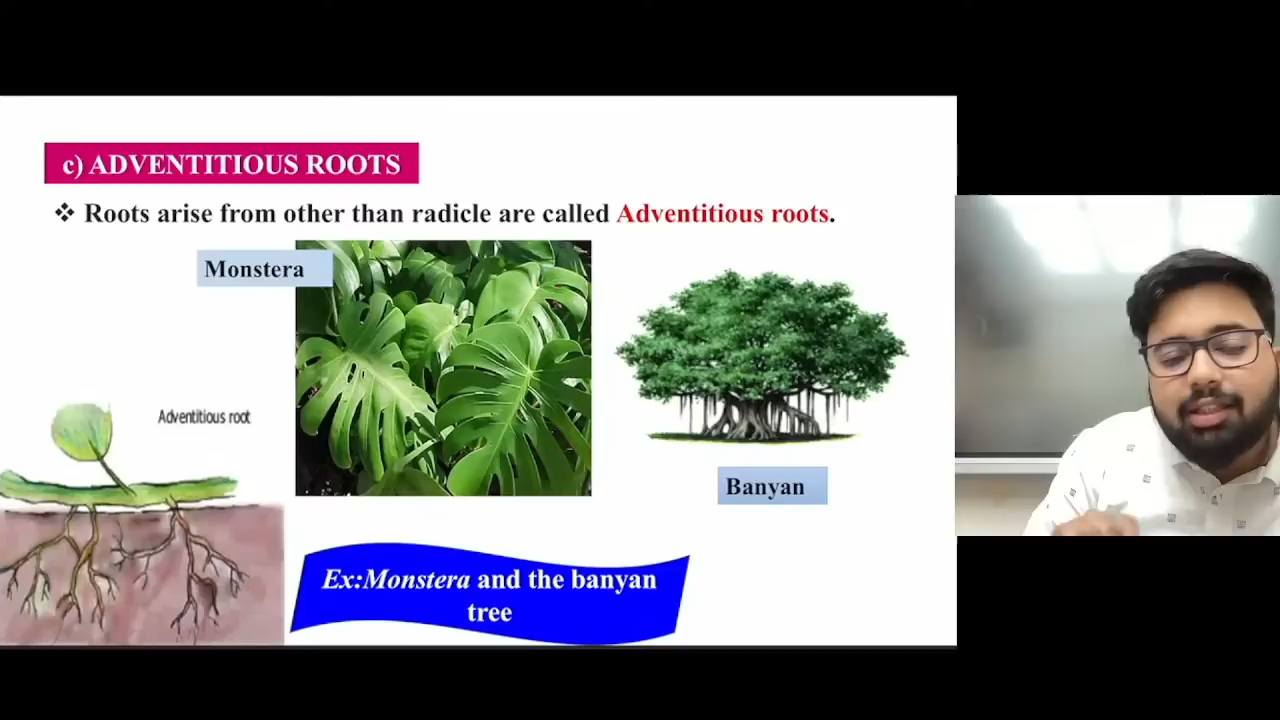 c) ADVENTITIOUS ROOTS
❖ Roots arise from other than radicle are called Adventitious roots.
Monstera
Adventitious root
Banyan
Ex:Monstera and the banyan
tree